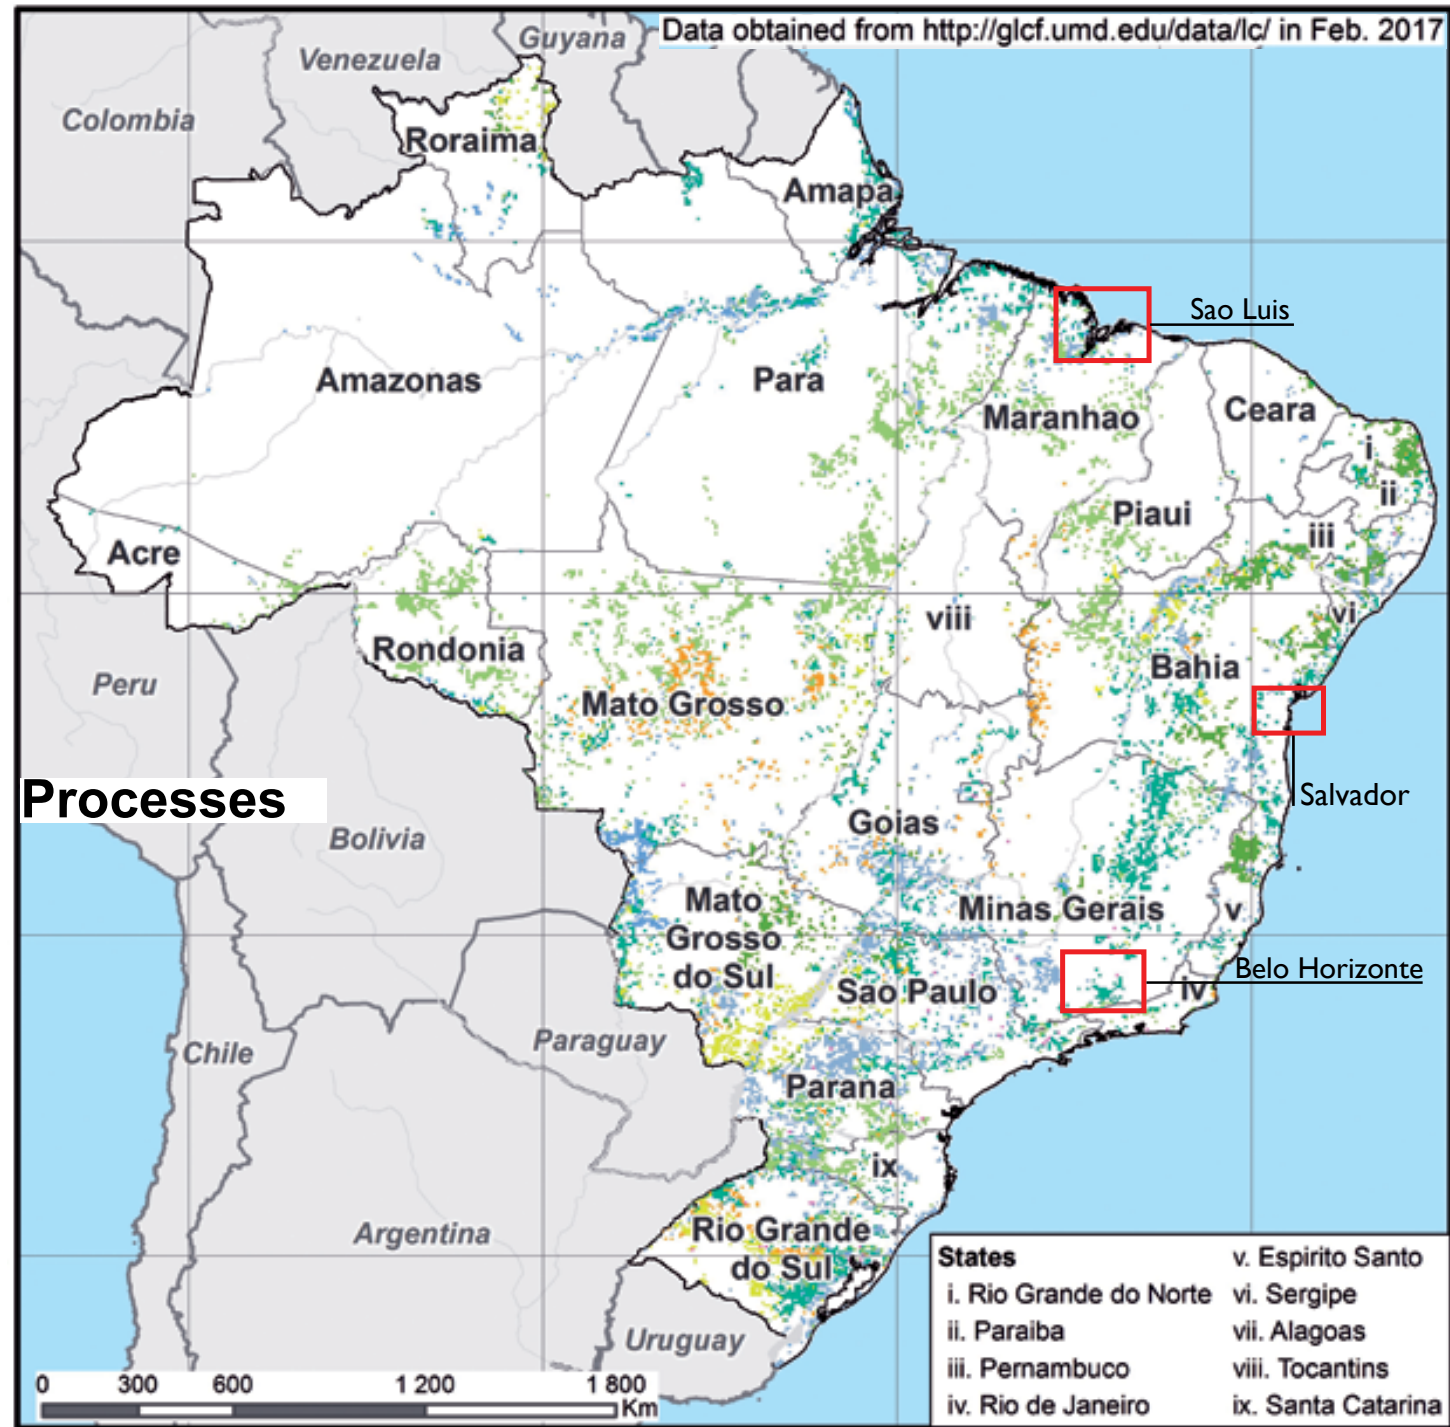 Data obtained from http://glcf.umd.edu/data/lc/ in Feb. 2017
Guyana
Venezuela
Colombia
Roraima
Amapa
Sao Luis
Amazonas
Para
Maranhao
Ceara
i
ii
Piaui
iii
Acre
viii
vi
Rondonia
Bahia
Peru
Mato Grosso
Processes
Salvador
Bolivia
Goias
Mato
Grosso
do Sul
Minas Gerais
v
Belo Horizonte
Sao Paulo
iv
Paraguay
Chile
Parana
ix
Argentina
Rio Grande
do Sul
Uruguay
States
i. Rio Grande do Norte
ii. Paraiba
iii. Pernambuco
iv. Rio de Janeiro
v. Espirito Santo
vi. Sergipe
vii. Alagoas
viii. Tocantins
ix. Santa Catarina
0 300 600 1 200 1 800
Km